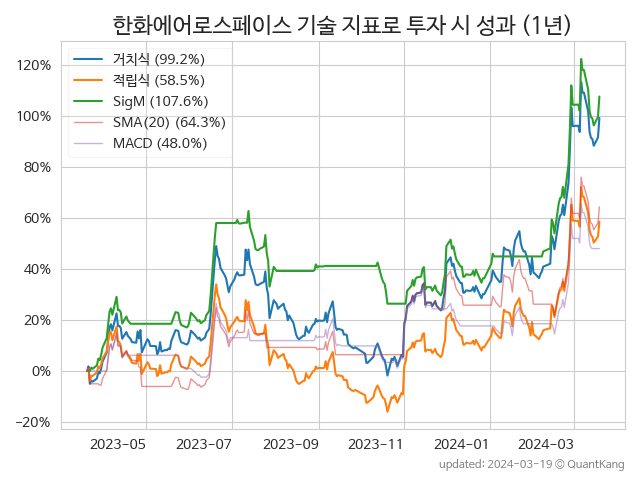 한화에어로스페이스 기술 지표로 투자 시 성과 (1년)
거치식 (99.2%)
적립식 (58.5%)
SigM (107.6%)
SMA(20) (64.3%)
MACD (48.0%)
120%
100%
80%
60%
40%
20%
0%
−20%
2023-05 2023-07 2023-09 2023-11 2024-01 2024-03
updated: 2024-03-19 © QuantKang